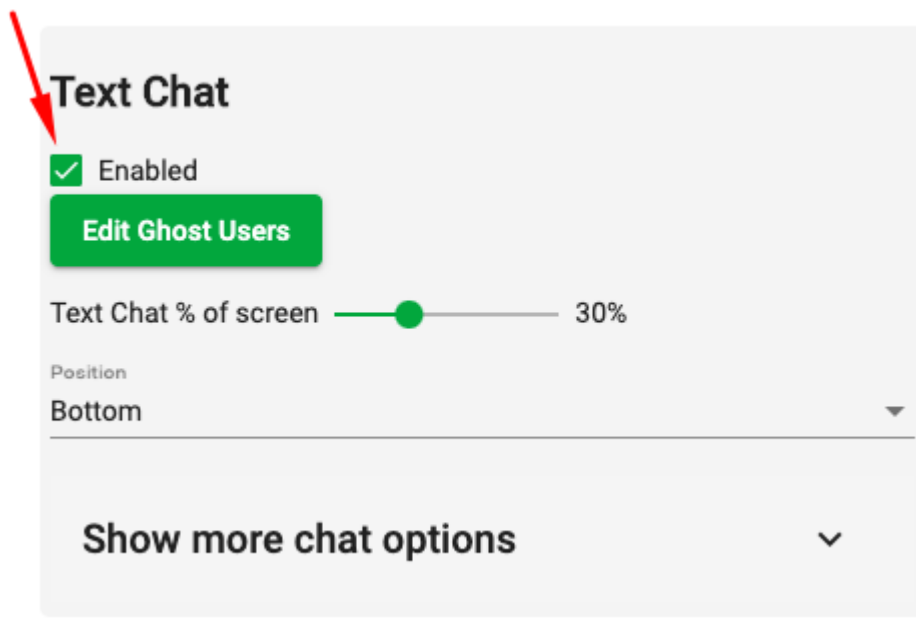 Text Chat
Enabled
Edit Ghost Users
Text Chat % of screen 30%
Position
Bottom
Show more chat options